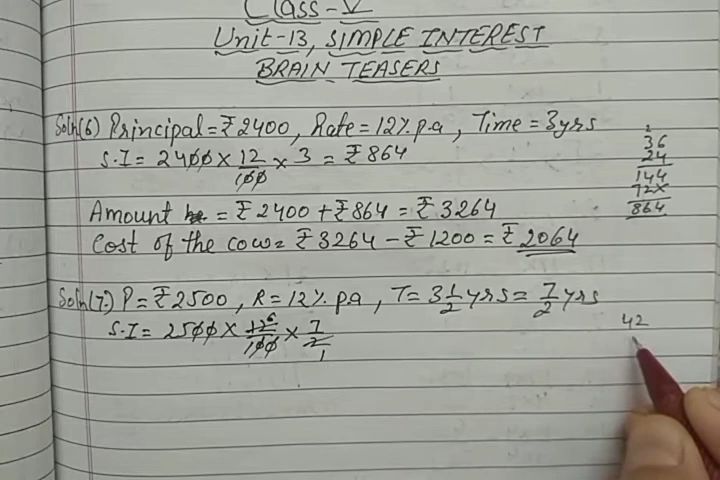 Class-V
Unit-13, SIMPLE INTEREST
BRAIN TEASERS
Soln(6) Principal = ₹2400, Rate = 12% p.a, Time = 3yrs
S.I = 2400 × 12/100 × 3 = ₹864
36
24
144
72×
864
Amount = ₹2400 + ₹864 = ₹3264
Cost of the cow = ₹3264 - ₹1200 = ₹2064
Soln(7) P = ₹2500, R = 12% p.a, T = 3 1/2 yrs = 7/2 yrs
S.I = 2500 × 12/100 × 7/2
6
1
42